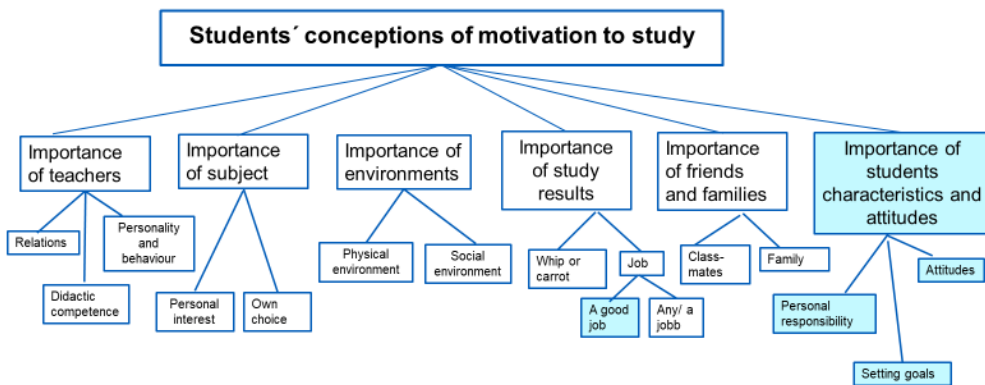 Students´ conceptions of motivation to study
Importance
of teachers
Importance
of subject
Importance of
environments
Importance
of study
results
Importance
of friends
and families
Importance of
students
characteristics and
attitudes
Relations
Personality
and
behaviour
Didactic
competence
Personal
interest
Own
choice
Physical
environment
Social
environment
Whip or
carrot
Job
A good
job
Any/ a
jobb
Class-
mates
Family
Attitudes
Personal
responsibility
Setting goals